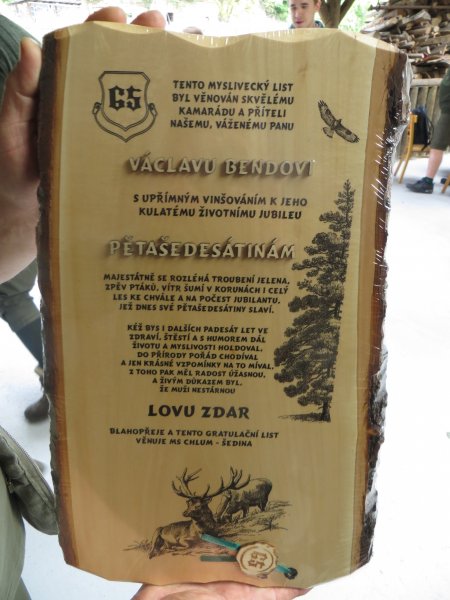 GS
TENTO MYSLIVECKÝ LIST
BYL VĚNOVÁN SKVĚLÉMU
KAMARÁDU A PŘÍTELI
NAŠEMU, VÁŽENÉMU PANU
VÁCLAVU BENDOVI
S UPŘÍMNÝM VINŠOVÁNÍM K JEHO
KULATÉMU ŽIVOTNÍMU JUBILEU
PĚTAŠEDESÁTINÁM
MAJESTÁTNĚ SE ROZLÉHÁ TROUBENÍ JELENA,
ZPĚV PTÁKŮ, VÍTR ŠUMÍ V KORUNÁCH I CELÝ
LES KE CHVÁLE A NA POČEST JUBILANTU,
JEŽ DNES SVÉ PĚTAŠEDESÁTINY SLAVÍ.
KÉŽ BYS I DALŠÍCH PADESÁT LET VE
ZDRAVÍ, ŠTĚSTÍ A S HUMOREM DÁL
ŽIVOTU A MYSLIVOSTI HOLDOVAL,
DO PŘÍRODY POŘÁD CHODÍVAL
A JEN KRÁSNÉ VZPOMÍNKY NA TO MÍVAL,
Z TOHO PAK MĚL RADOST ÚŽASNOU,
A ŽIVÝM DŮKAZEM BYL,
ŽE MUŽI NESTÁRNOU
LOVU ZDAR
BLAHOPŘEJE A TENTO GRATULAČNÍ LIST
VĚNUJE MS CHLUM - ŠEDINA